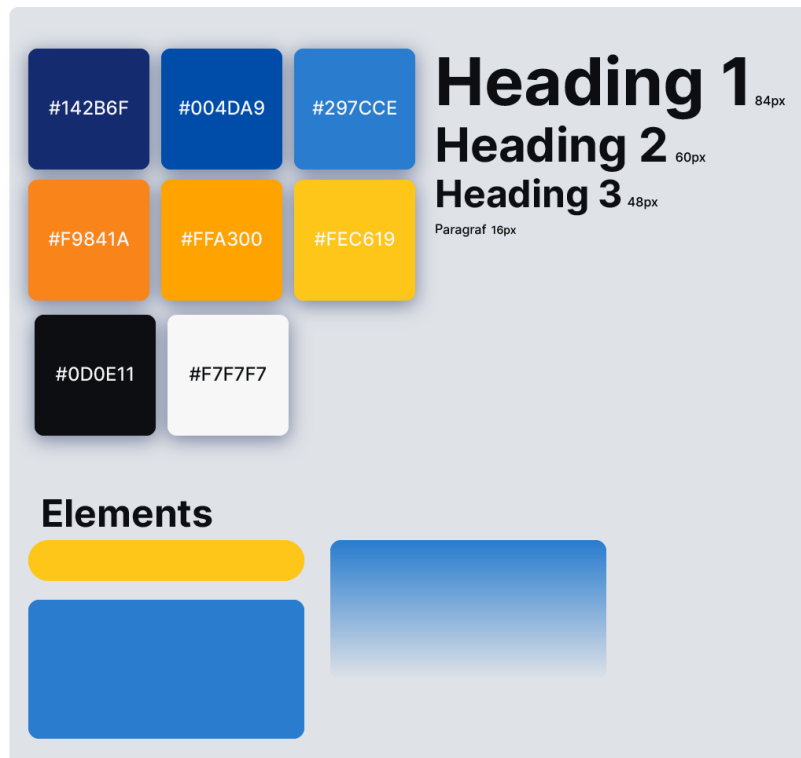 #142B6F
#004DA9
#297CCE
#F9841A
#FFA300
#FEC619
#0D0E11
#F7F7F7
Heading 1 84px
Heading 2 60px
Heading 3 48px
Paragraf 16px
Elements